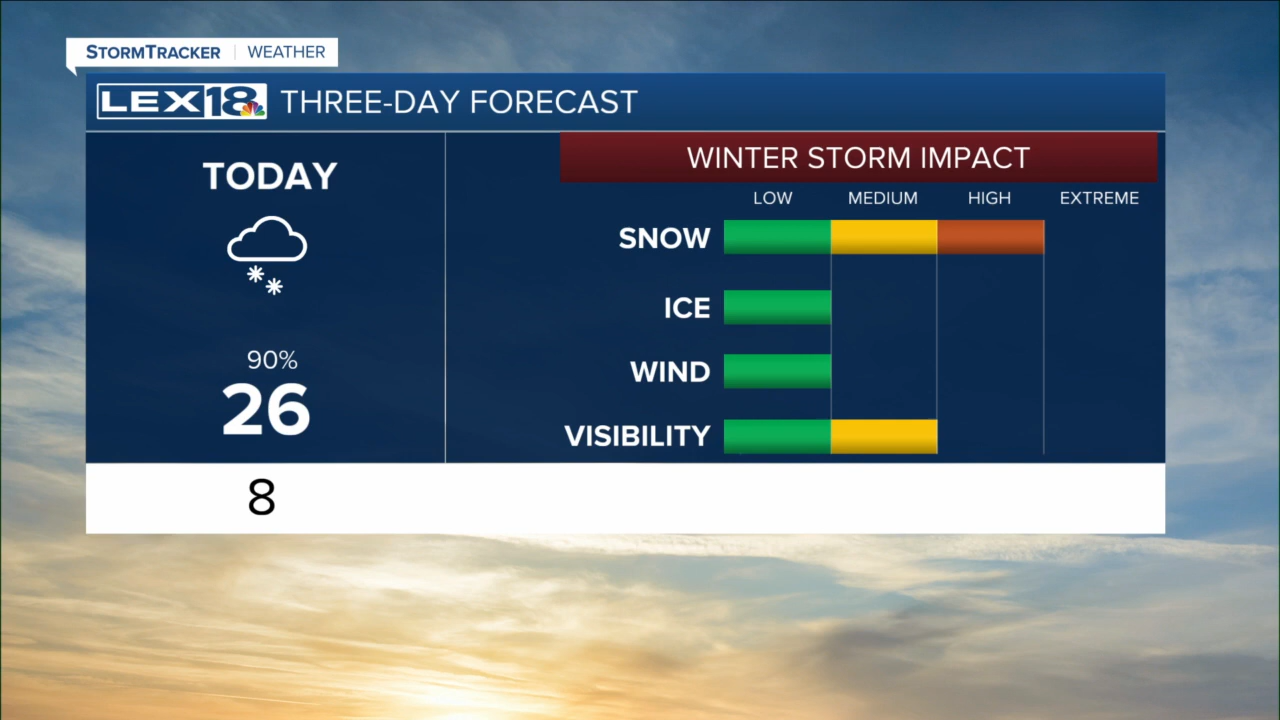 STORMTRACKER | WEATHER
LEX18 THREE-DAY FORECAST
TODAY
90%
26
8
WINTER STORM IMPACT
LOW MEDIUM HIGH EXTREME
SNOW
ICE
WIND
VISIBILITY